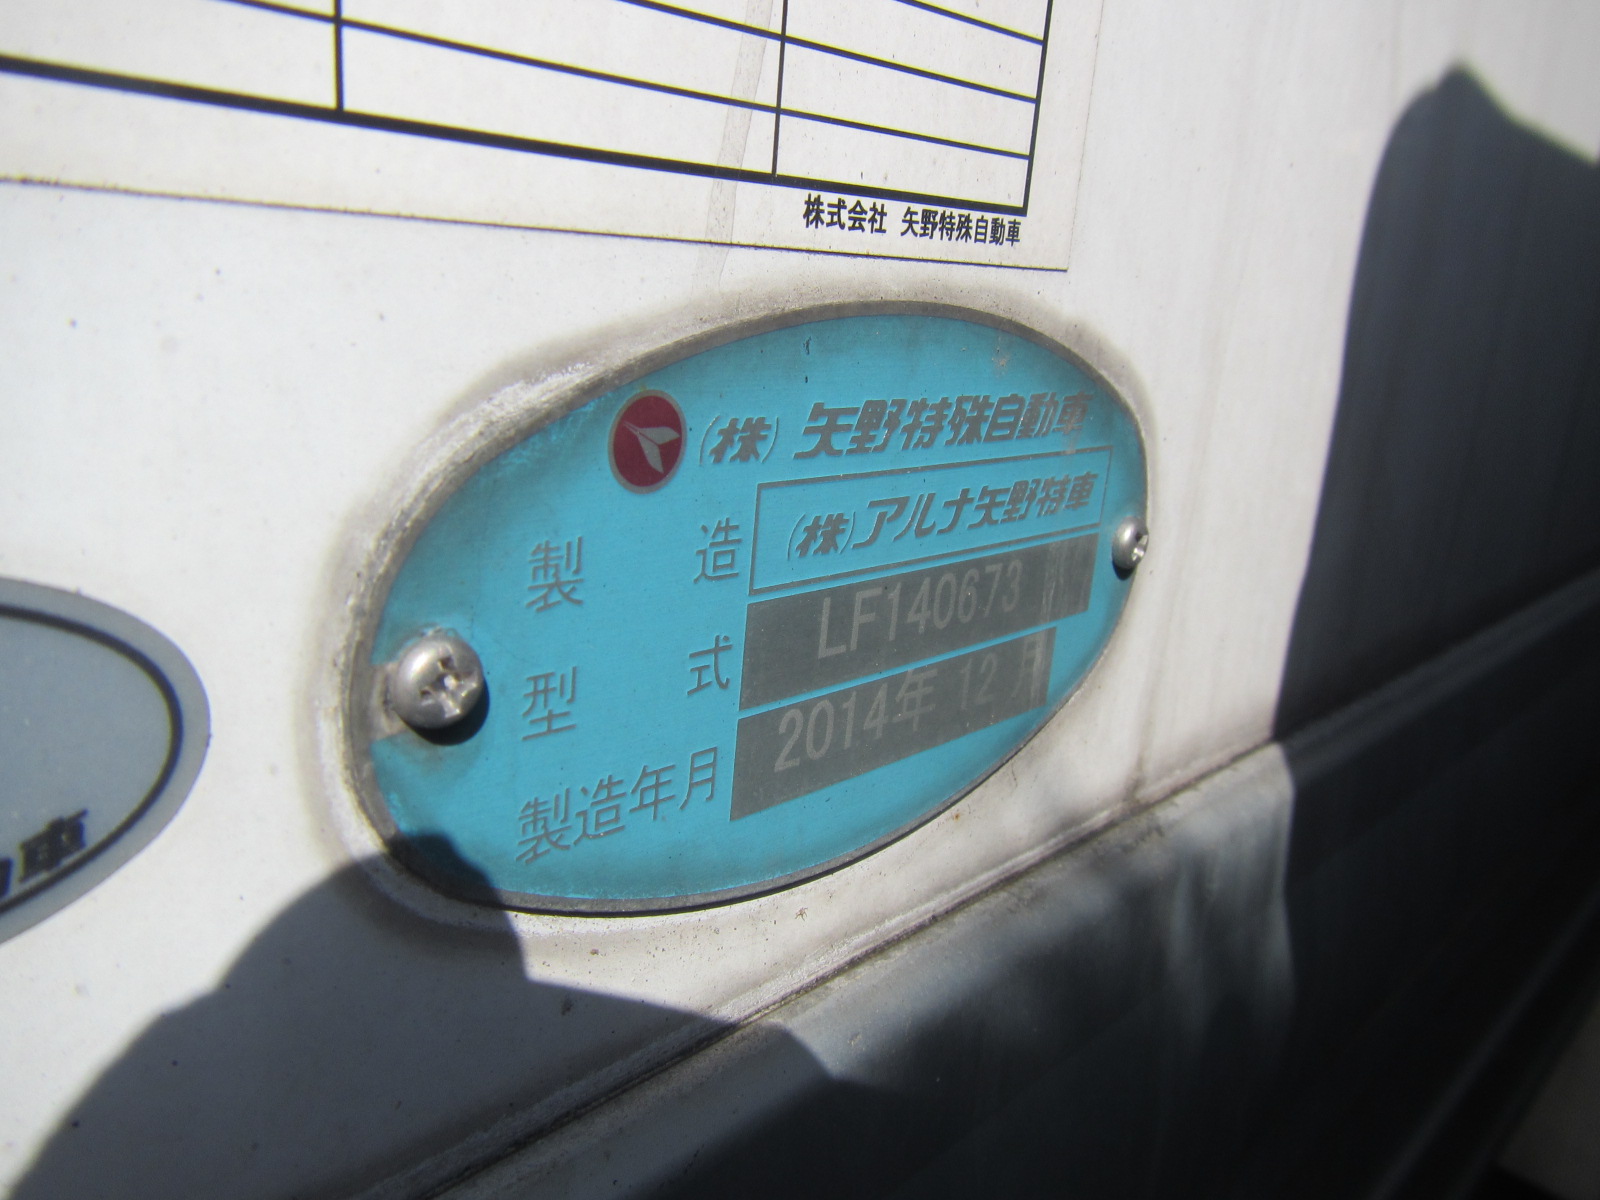 株式会社 矢野特殊自動車
(株) 矢野特殊自動車
製造 (株)アルナ矢野特車
型式 LF140673
製造年月 2014年 12月
車